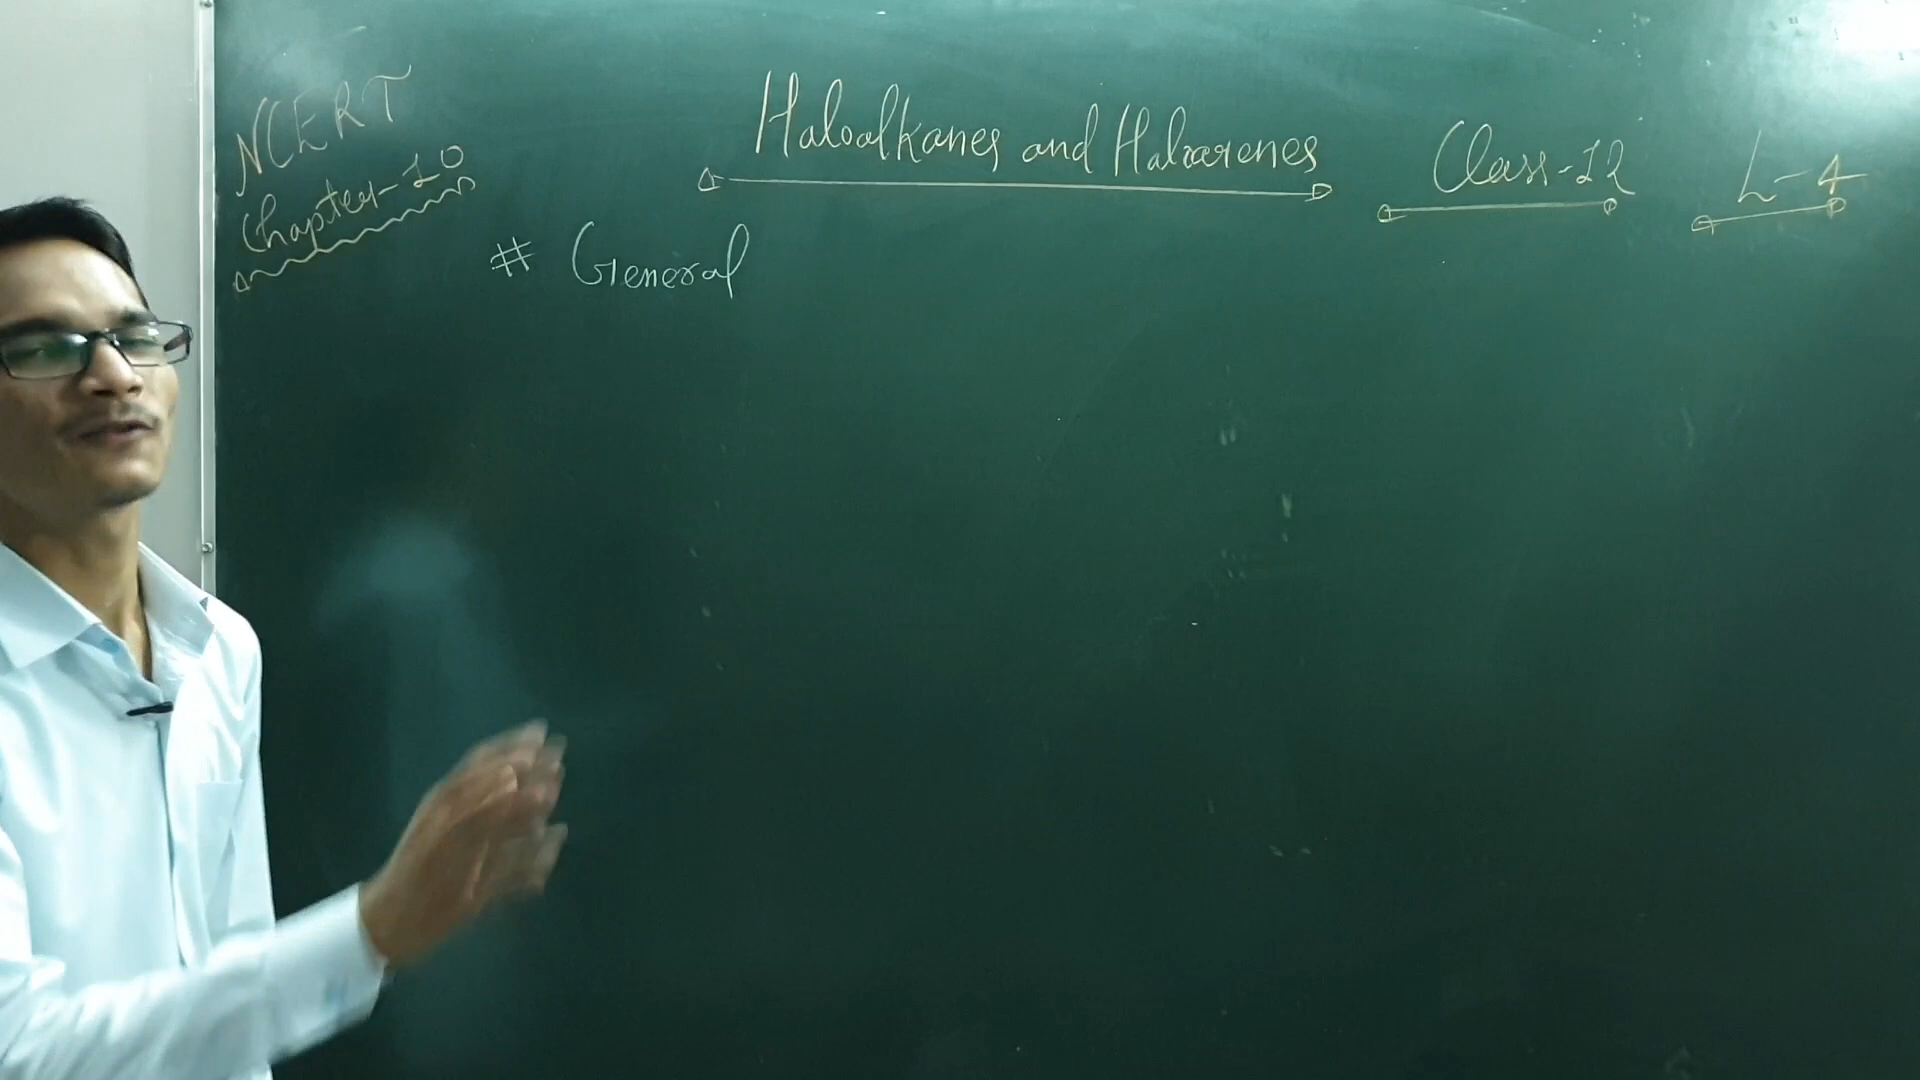 NCERT
Chapter-10
Haloalkanes and Haloarenes
Class-12
L-4
# General